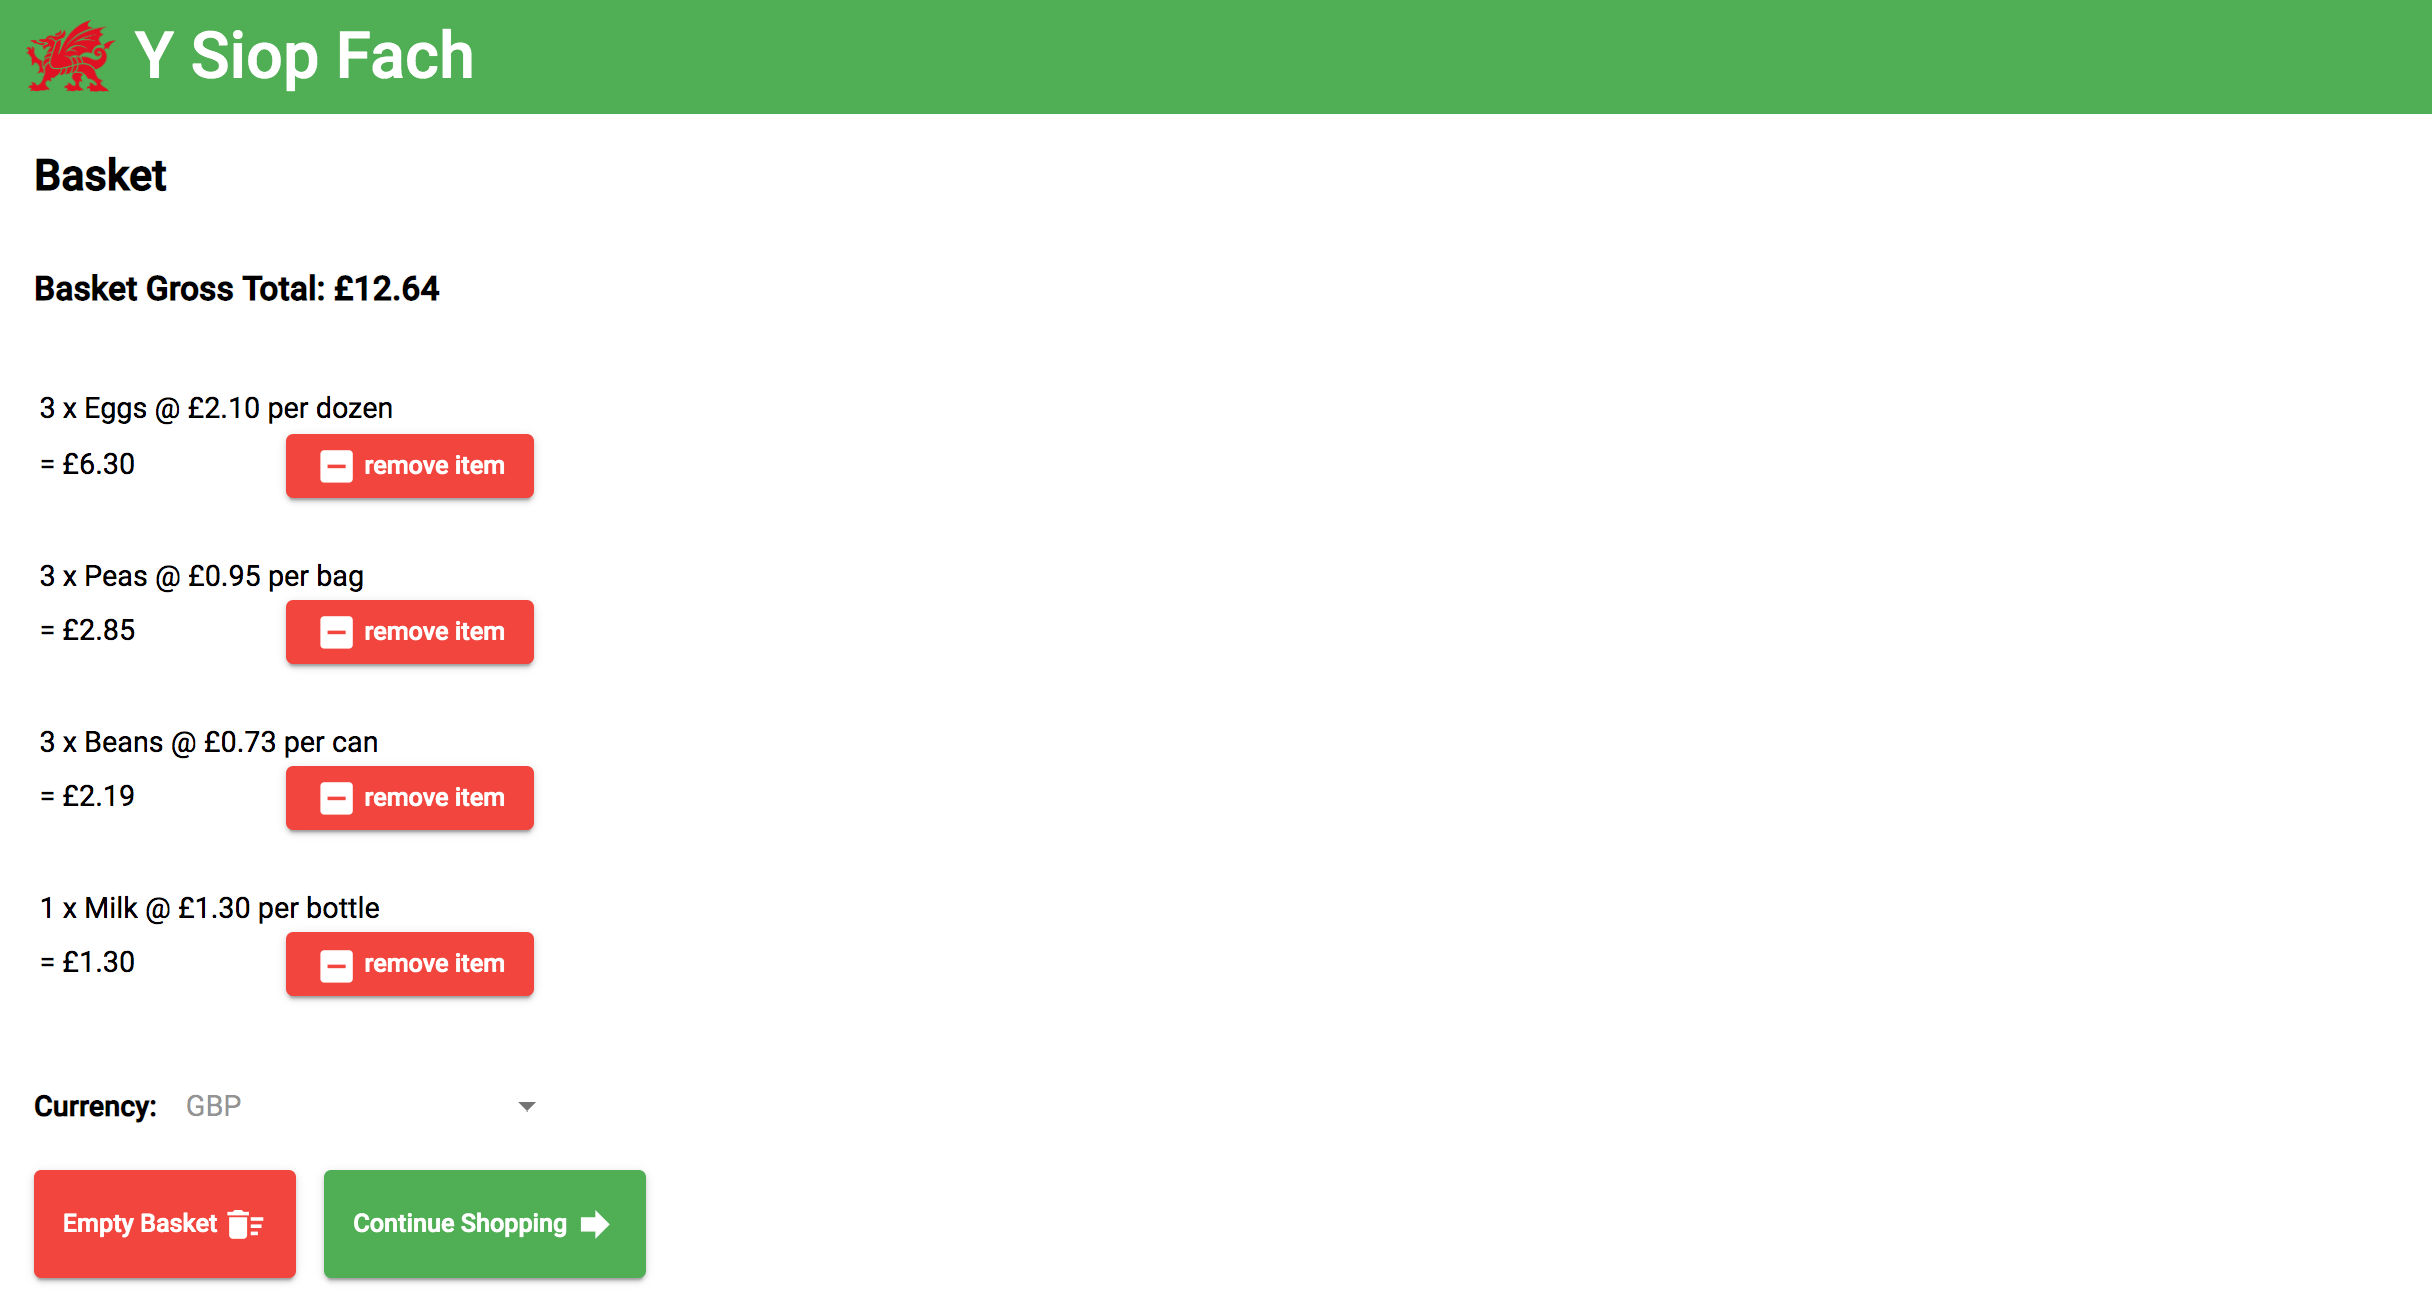 Y Siop Fach
Basket
Basket Gross Total: £12.64
3 x Eggs @ £2.10 per dozen
= £6.30 remove item
3 x Peas @ £0.95 per bag
= £2.85 remove item
3 x Beans @ £0.73 per can
= £2.19 remove item
1 x Milk @ £1.30 per bottle
= £1.30 remove item
Currency: GBP
Empty Basket Continue Shopping